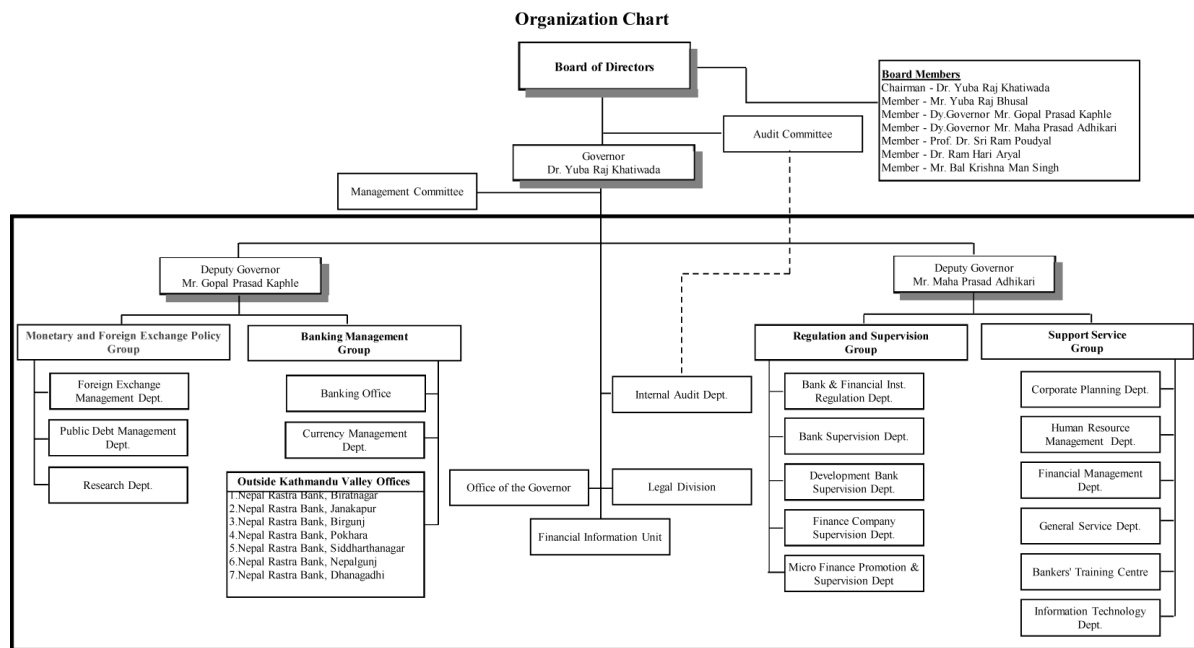 Organization Chart
Board of Directors
Board Members
Chairman - Dr. Yuba Raj Khatiwada
Member - Mr. Yuba Raj Bhusal
Member - Dy.Governor Mr. Gopal Prasad Kaphle
Member - Dy.Governor Mr. Maha Prasad Adhikari
Member - Prof. Dr. Sri Ram Poudyal
Member - Dr. Ram Hari Aryal
Member - Mr. Bal Krishna Man Singh
Audit Committee
Governor
Dr. Yuba Raj Khatiwada
Management Committee
Deputy Governor
Mr. Gopal Prasad Kaphle
Deputy Governor
Mr. Maha Prasad Adhikari
Monetary and Foreign Exchange Policy
Group
Foreign Exchange
Management Dept.
Public Debt Management
Dept.
Research Dept.
Banking Management
Group
Banking Office
Currency Management
Dept.
Outside Kathmandu Valley Offices
1.Nepal Rastra Bank, Biratnagar
2.Nepal Rastra Bank, Janakapur
3.Nepal Rastra Bank, Birgunj
4.Nepal Rastra Bank, Pokhara
5.Nepal Rastra Bank, Siddharthanagar
6.Nepal Rastra Bank, Nepalgunj
7.Nepal Rastra Bank, Dhanagadhi
Internal Audit Dept.
Office of the Governor
Legal Division
Financial Information Unit
Regulation and Supervision
Group
Bank & Financial Inst.
Regulation Dept.
Bank Supervision Dept.
Development Bank
Supervision Dept.
Finance Company
Supervision Dept.
Micro Finance Promotion &
Supervision Dept
Support Service
Group
Corporate Planning Dept.
Human Resource
Management Dept.
Financial Management
Dept.
General Service Dept.
Bankers' Training Centre
Information Technology
Dept.